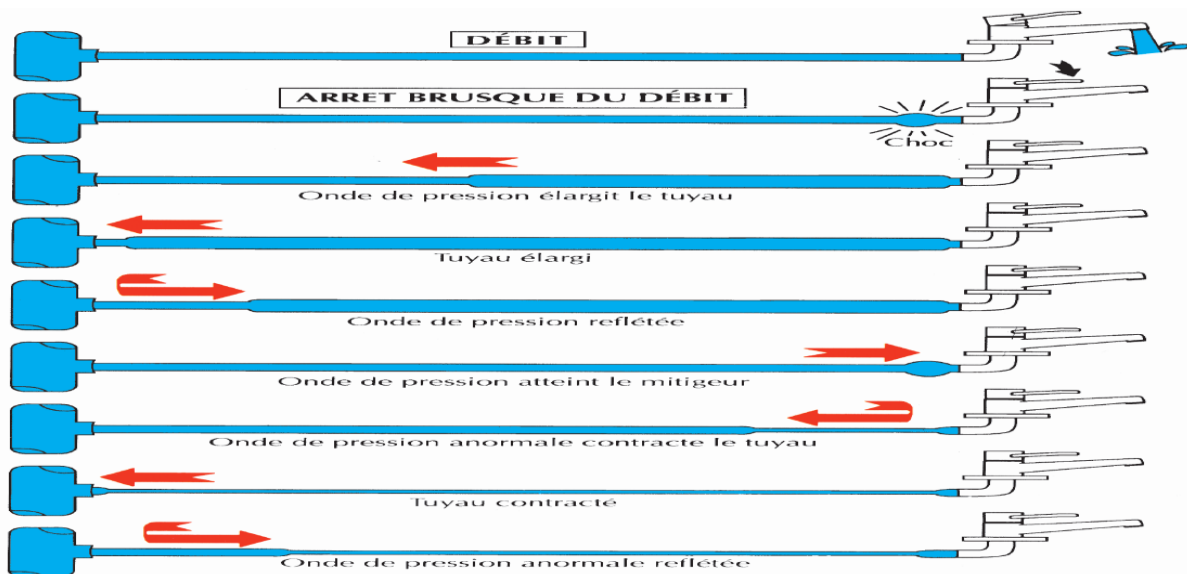 DÉBIT
ARRET BRUSQUE DU DÉBIT
Choc
Onde de pression élargit le tuyau
Tuyau élargi
Onde de pression reflétée
Onde de pression atteint le mitigeur
Onde de pression anormale contracte le tuyau
Tuyau contracté
Onde de pression anormale reflétée